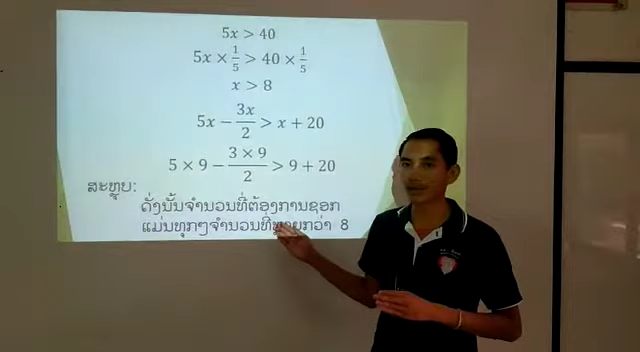 5x > 40
5x × 1/5 > 40 × 1/5
x > 8
5x − 3x/2 > x + 20
5 × 9 − (3 × 9)/2 > 9 + 20
ສະຫຼຸບ:
ດັ່ງນັ້ນຈຳນວນທີ່ຕ້ອງການຊອກ
ແມ່ນທຸກໆຈຳນວນທີ່ຫຼາຍກວ່າ 8